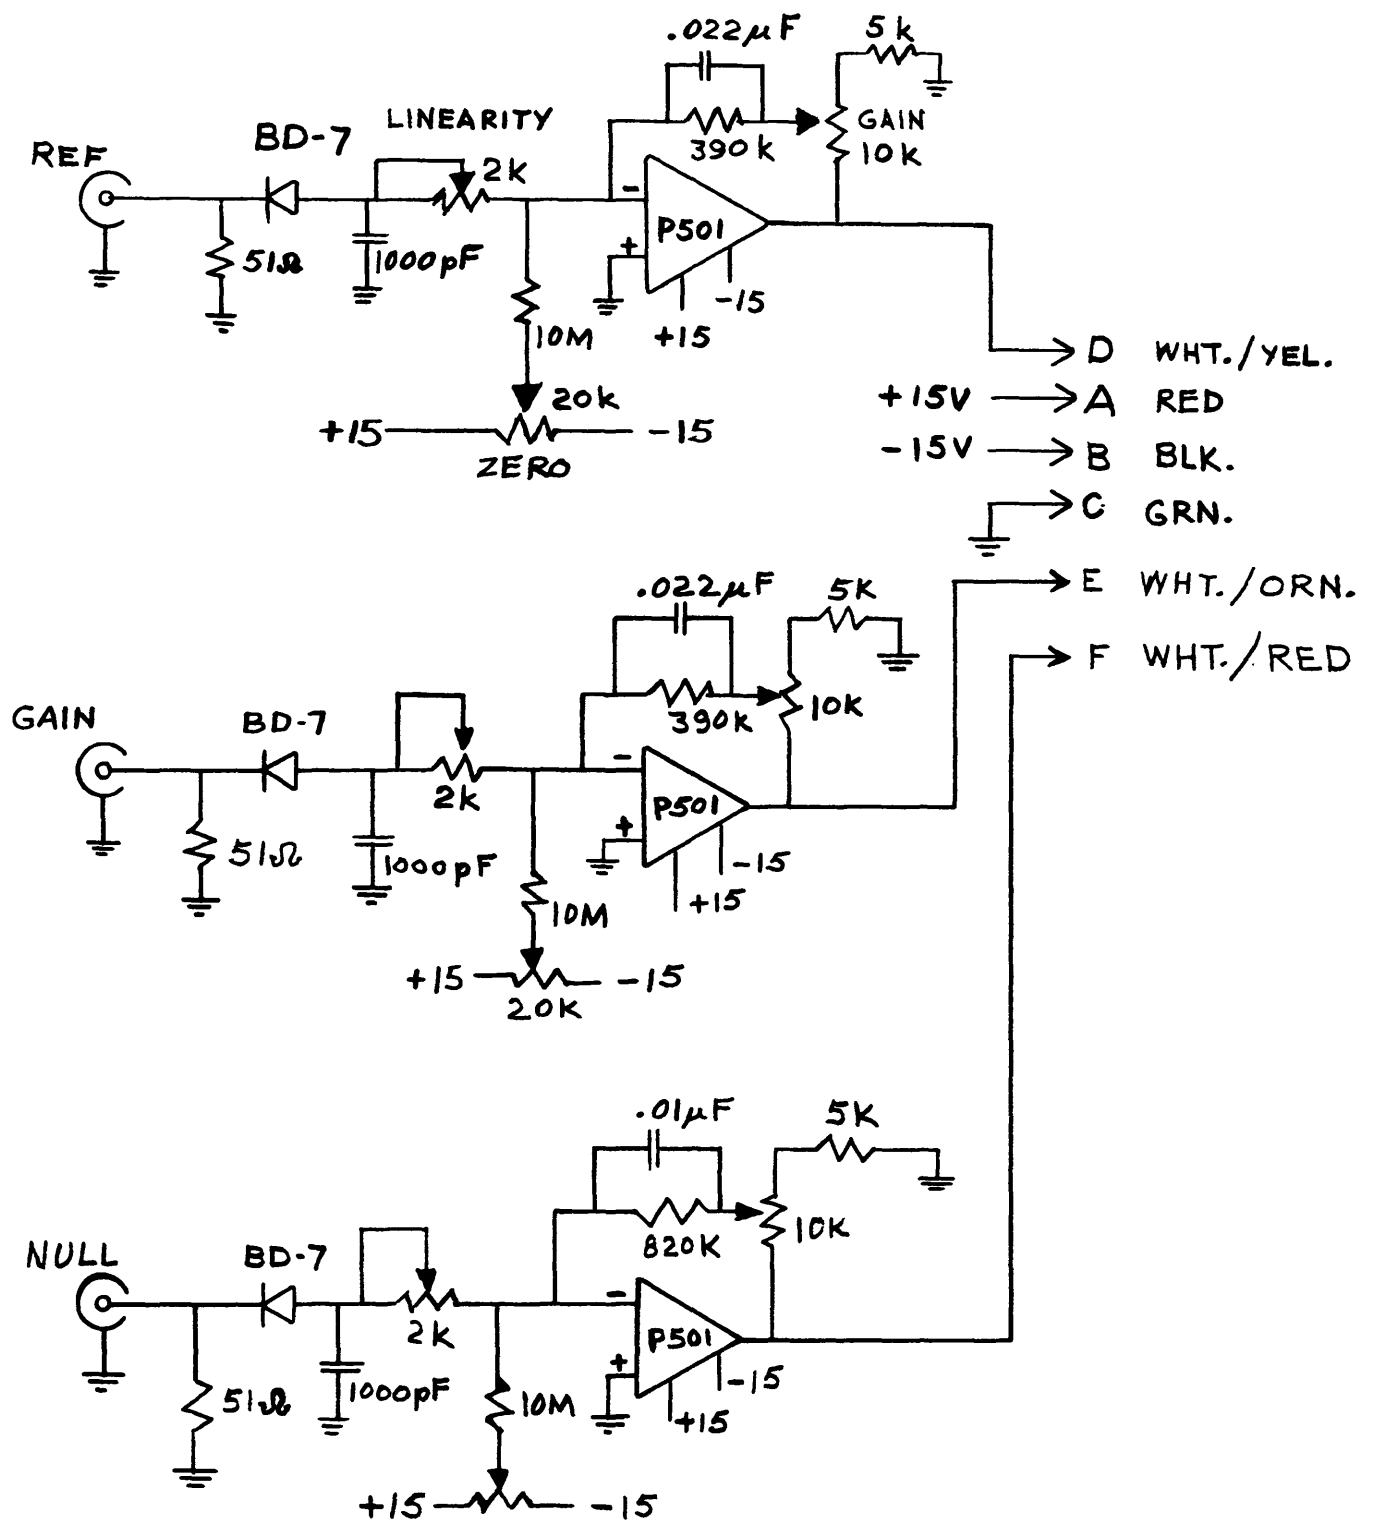 .022µF
5k
LINEARITY
BD-7
REF
2k
390k
GAIN
10k
-
P501
+
51Ω
1000pF
-15
+15
10M
20k
+15
-15
ZERO
D WHT./YEL.
+15V A RED
-15V B BLK.
C GRN.
E WHT./ORN.
F WHT./RED
.022µF
5K
GAIN
BD-7
390k
10K
2k
-
P501
+
51Ω
1000pF
-15
+15
10M
+15
-15
20K
.01µF
5K
NULL
BD-7
820K
10K
2K
-
P501
+
51Ω
1000pF
10M
-15
+15
+15
-15